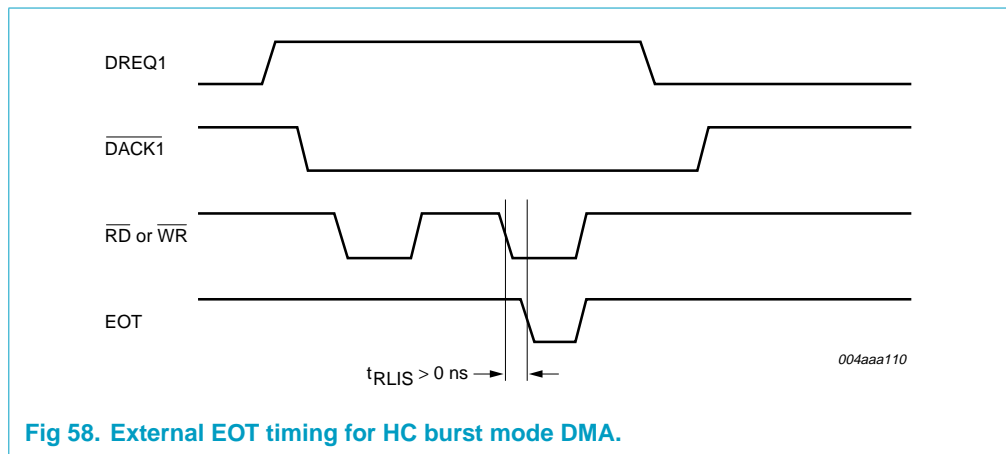 DREQ1
DACK1
RD or WR
EOT
004aaa110
tRLIS > 0 ns
Fig 58. External EOT timing for HC burst mode DMA.